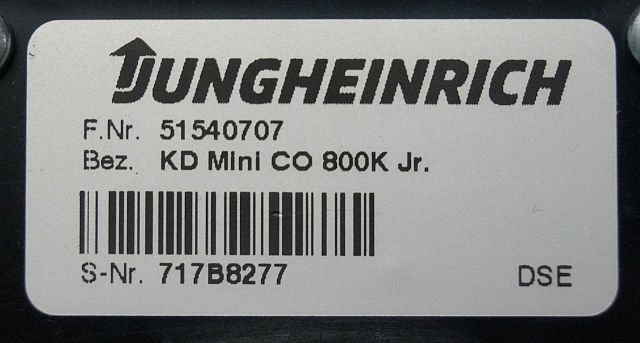 JUNGHEINRICH
F.Nr. 51540707
Bez. KD Mini CO 800K Jr.
S-Nr. 717B8277 DSE